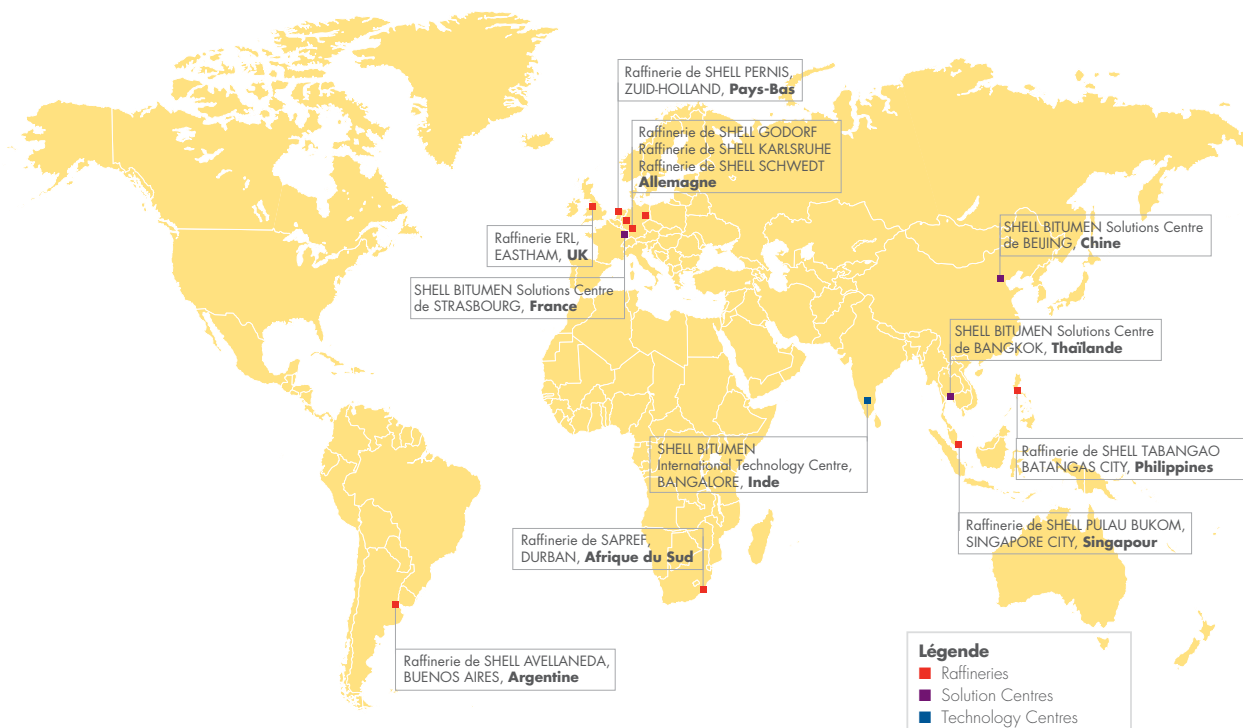 Raffinerie de SHELL PERNIS,
ZUID-HOLLAND, Pays-Bas
Raffinerie de SHELL GODORF
Raffinerie de SHELL KARLSRUHE
Raffinerie de SHELL SCHWEDT
Allemagne
Raffinerie ERL,
EASTHAM, UK
SHELL BITUMEN Solutions Centre
de STRASBOURG, France
SHELL BITUMEN Solutions Centre
de BEIJING, Chine
SHELL BITUMEN Solutions Centre
de BANGKOK, Thaïlande
SHELL BITUMEN
International Technology Centre,
BANGALORE, Inde
Raffinerie de SHELL TABANGAO
BATANGAS CITY, Philippines
Raffinerie de SHELL PULAU BUKOM,
SINGAPORE CITY, Singapour
Raffinerie de SAPREF,
DURBAN, Afrique du Sud
Raffinerie de SHELL AVELLANEDA,
BUENOS AIRES, Argentine
Légende
Raffineries
Solution Centres
Technology Centres